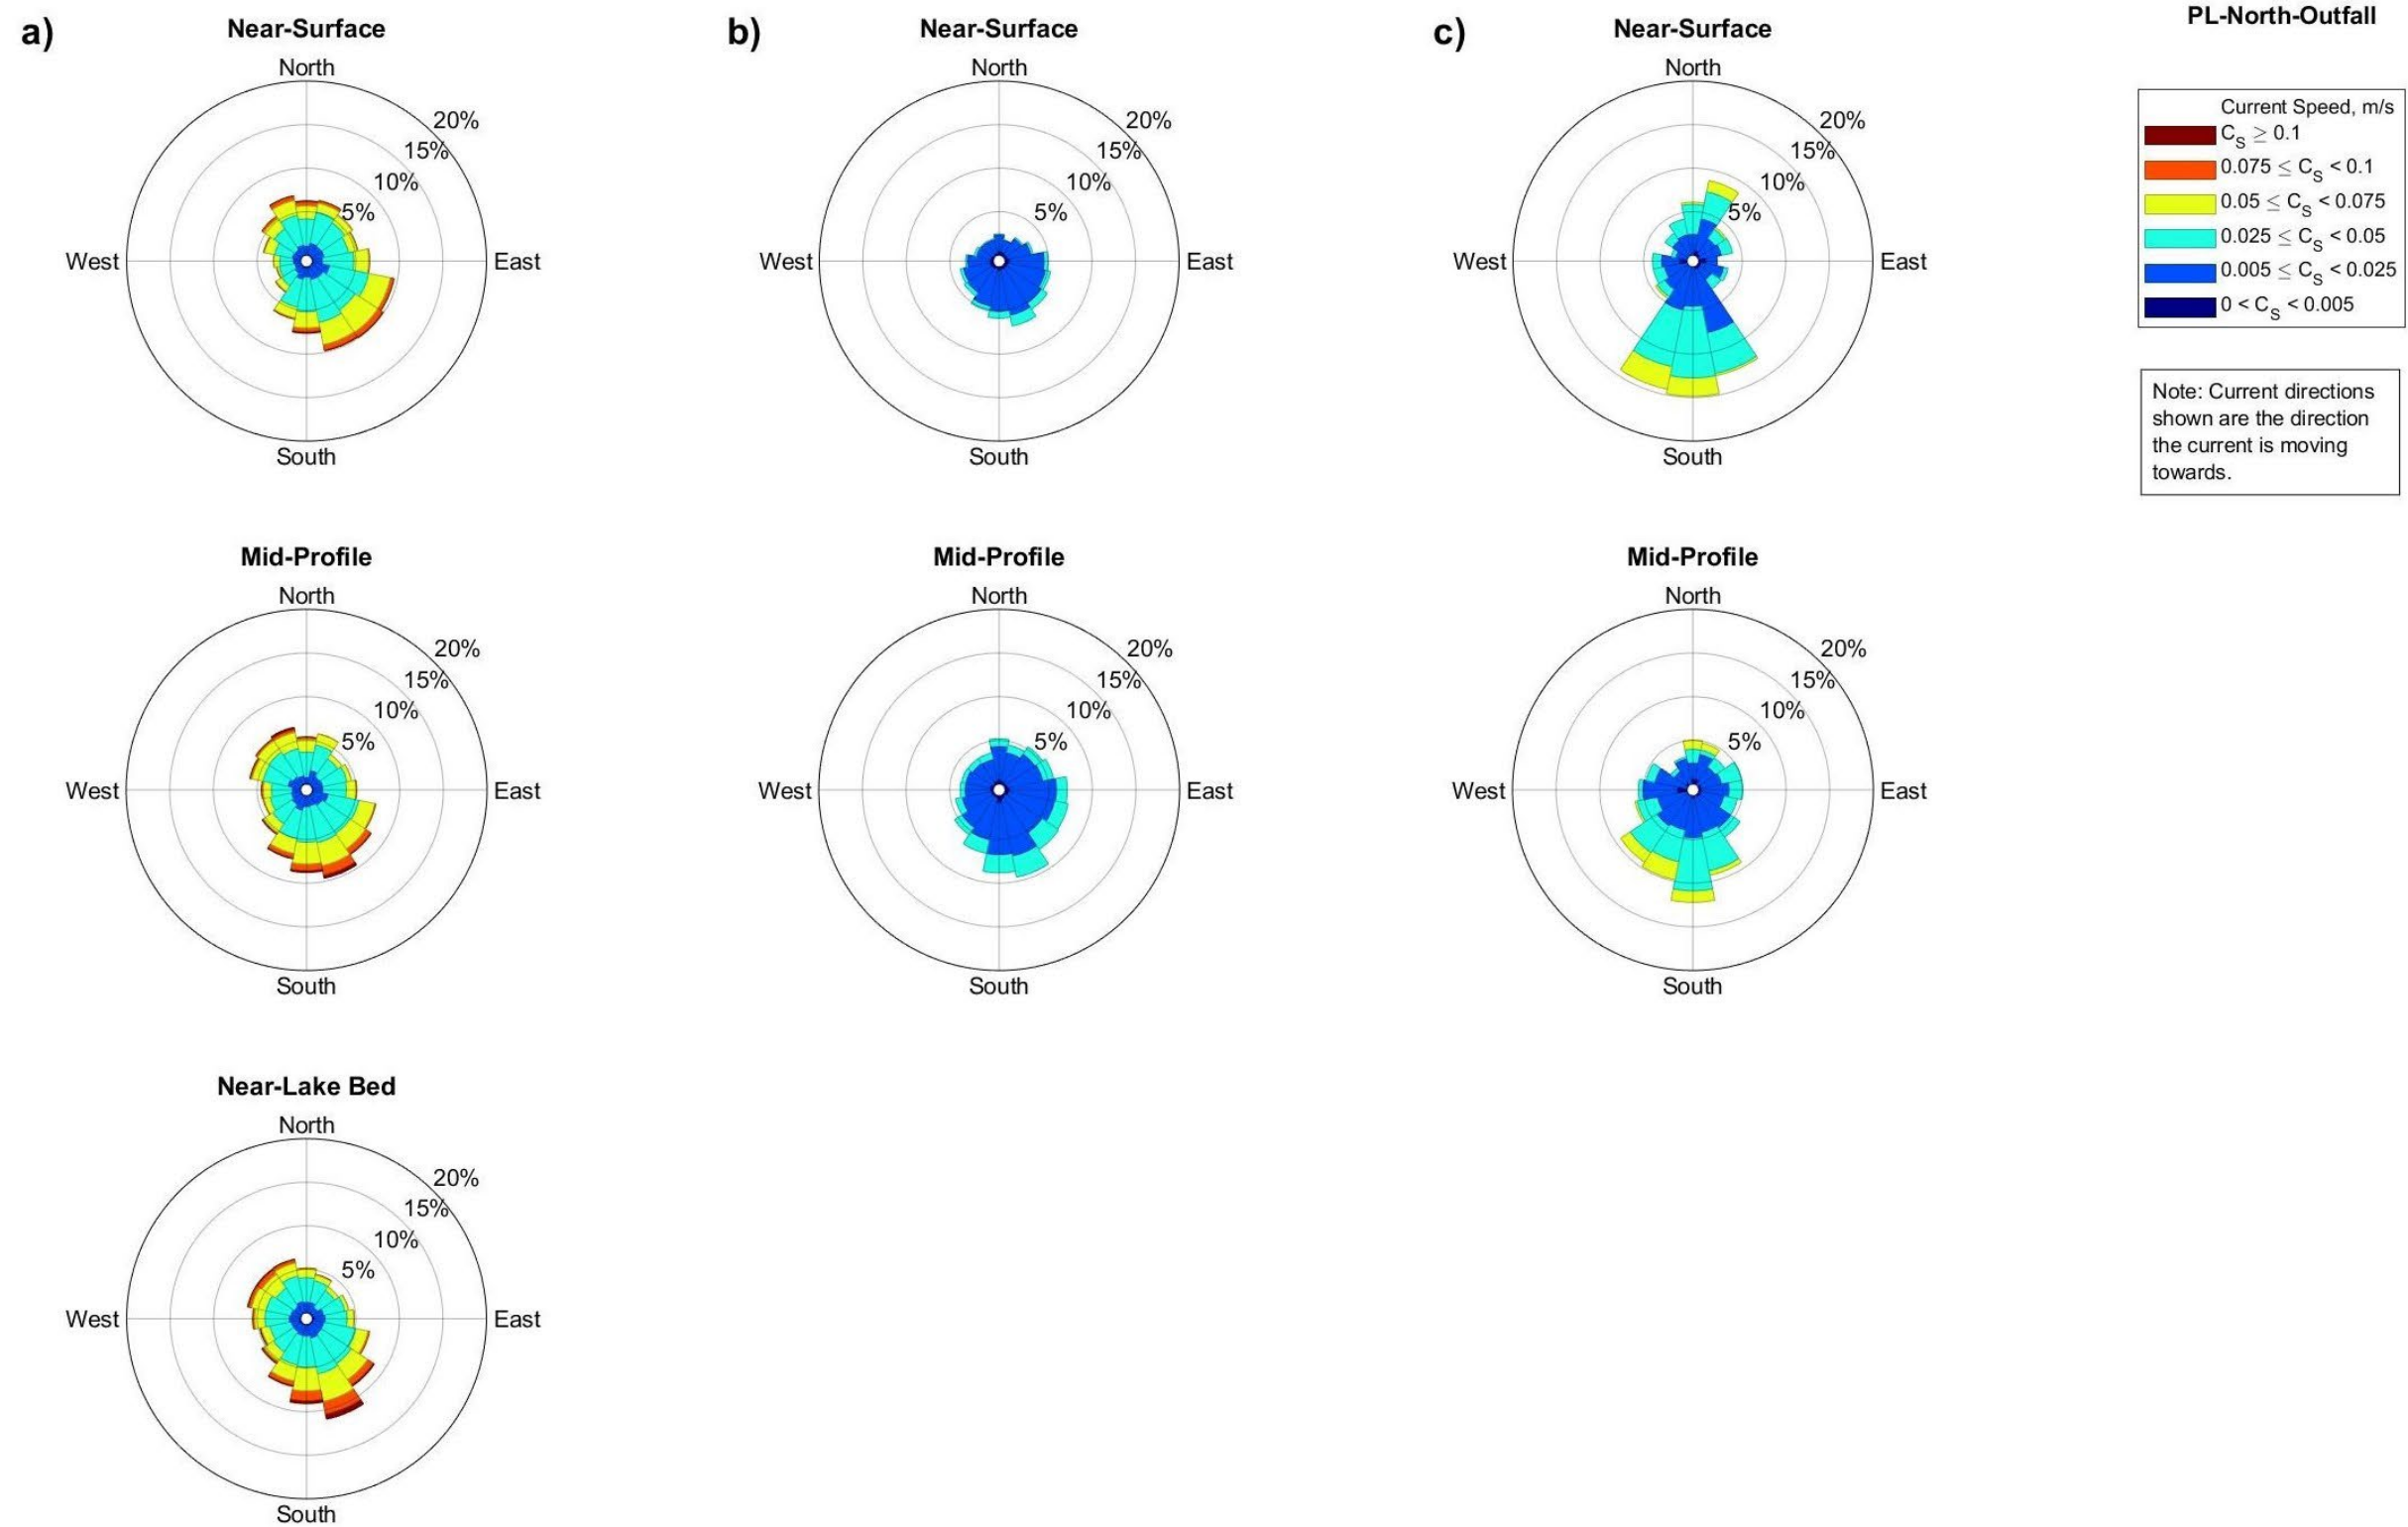 a)
Near-Surface
North
20%
15%
10%
5%
West
East
South
b)
Near-Surface
North
20%
15%
10%
5%
West
East
South
c)
Near-Surface
North
20%
15%
10%
5%
West
East
South
PL-North-Outfall
Current Speed, m/s
C_S ≥ 0.1
0.075 ≤ C_S < 0.1
0.05 ≤ C_S < 0.075
0.025 ≤ C_S < 0.05
0.005 ≤ C_S < 0.025
0 < C_S < 0.005
Note: Current directions
shown are the direction
the current is moving
towards.
Mid-Profile
North
20%
15%
10%
5%
West
East
South
Mid-Profile
North
20%
15%
10%
5%
West
East
South
Mid-Profile
North
20%
15%
10%
5%
West
East
South
Near-Lake Bed
North
20%
15%
10%
5%
West
East
South